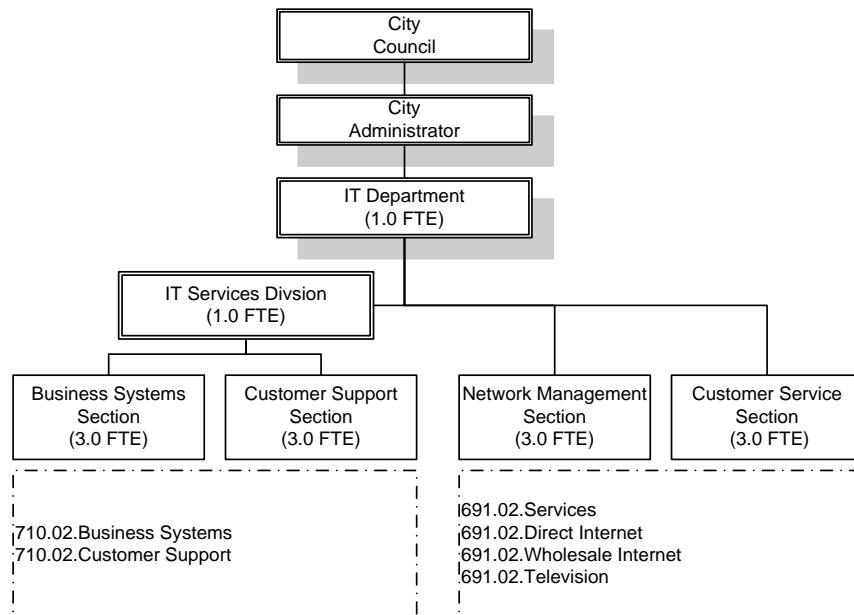 City
Council
City
Administrator
IT Department
(1.0 FTE)
IT Services Divsion
(1.0 FTE)
Business Systems
Section
(3.0 FTE)
Customer Support
Section
(3.0 FTE)
Network Management
Section
(3.0 FTE)
Customer Service
Section
(3.0 FTE)
710.02.Business Systems
710.02.Customer Support
691.02.Services
691.02.Direct Internet
691.02.Wholesale Internet
691.02.Television